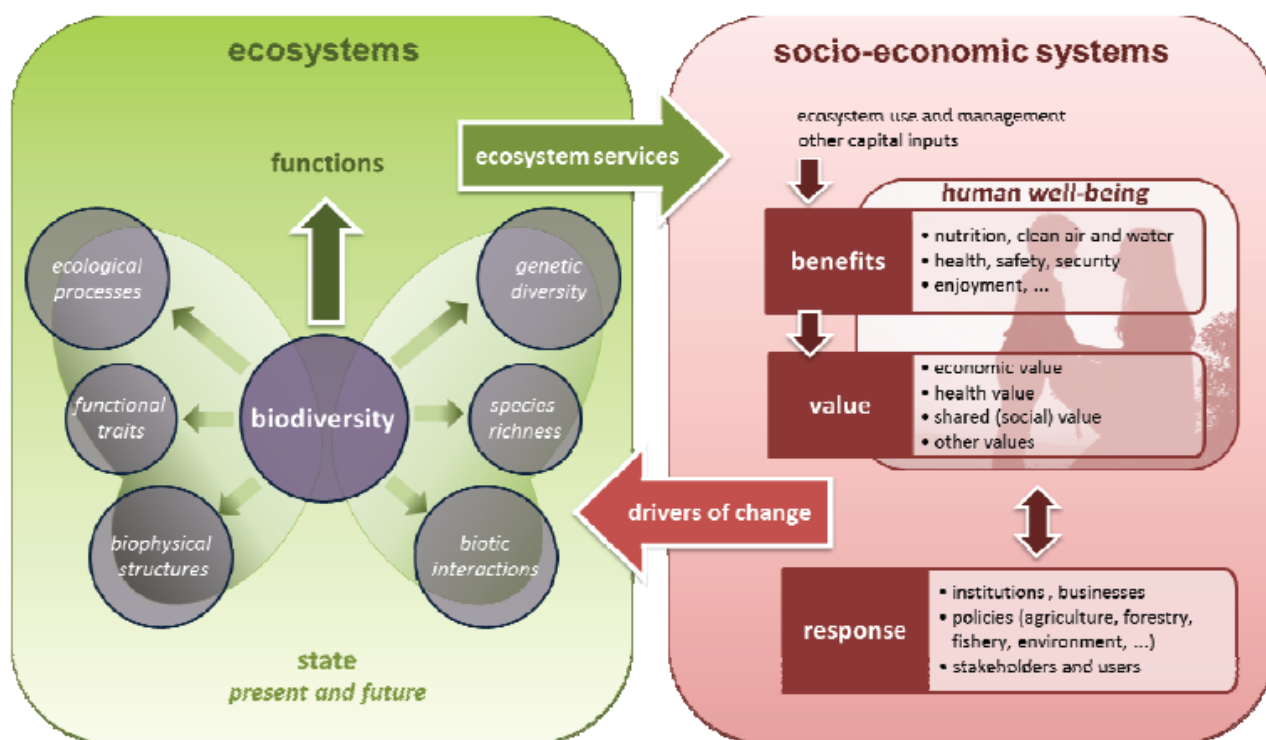 ecosystems
functions
ecological
processes
genetic
diversity
functional
traits
biodiversity
species
richness
biophysical
structures
biotic
interactions
state
present and future
ecosystem services
drivers of change
socio-economic systems
ecosystem use and management
other capital inputs
human well-being
benefits
• nutrition, clean air and water
• health, safety, security
• enjoyment, ...
value
• economic value
• health value
• shared (social) value
• other values
response
• institutions , businesses
• policies (agriculture, forestry,
fishery, environment, ...)
• stakeholders and users